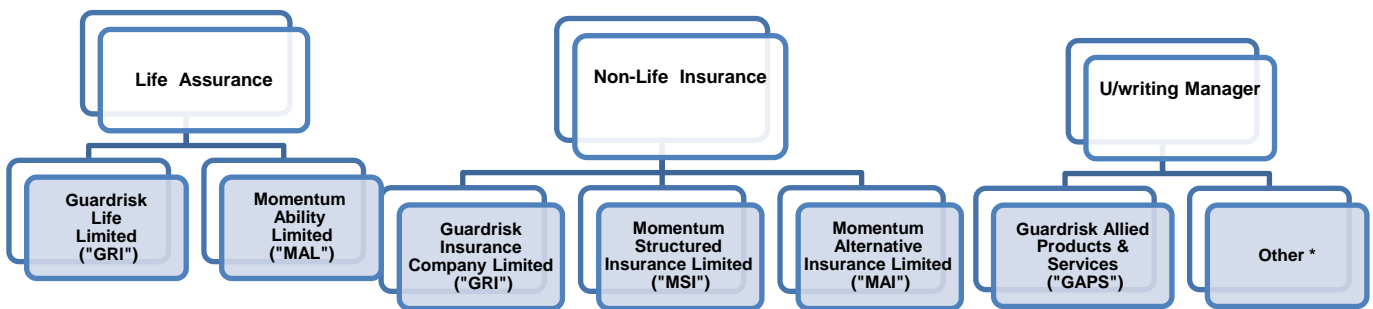 Life Assurance
Non-Life Insurance
U/writing Manager
Guardrisk
Life
Limited
("GRI")
Momentum
Ability
Limited
("MAL")
Guardrisk
Insurance
Company Limited
("GRI")
Momentum
Structured
Insurance Limited
("MSI")
Momentum
Alternative
Insurance Limited
("MAI")
Guardrisk Allied
Products &
Services
("GAPS")
Other *